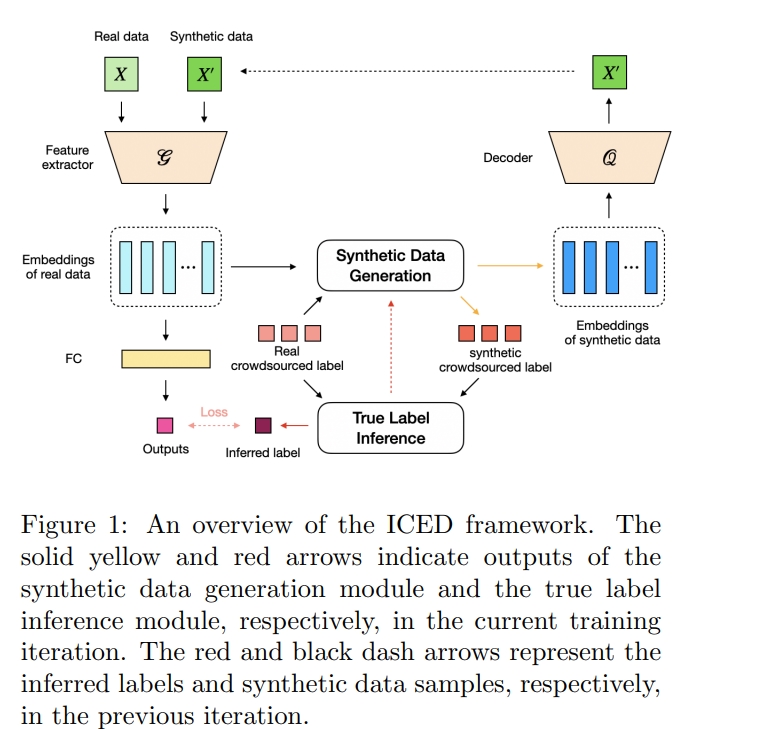 Real data
Synthetic data
X
X'
X'
Feature
extractor
𝒢
Decoder
𝒬
Embeddings
of real data
...
Synthetic Data
Generation
...
Embeddings
of synthetic data
Real
crowdsourced label
synthetic
crowdsourced label
FC
Loss
Outputs
Inferred label
True Label
Inference
Figure 1: An overview of the ICED framework. The
solid yellow and red arrows indicate outputs of the
synthetic data generation module and the true label
inference module, respectively, in the current training
iteration. The red and black dash arrows represent the
inferred labels and synthetic data samples, respectively,
in the previous iteration.